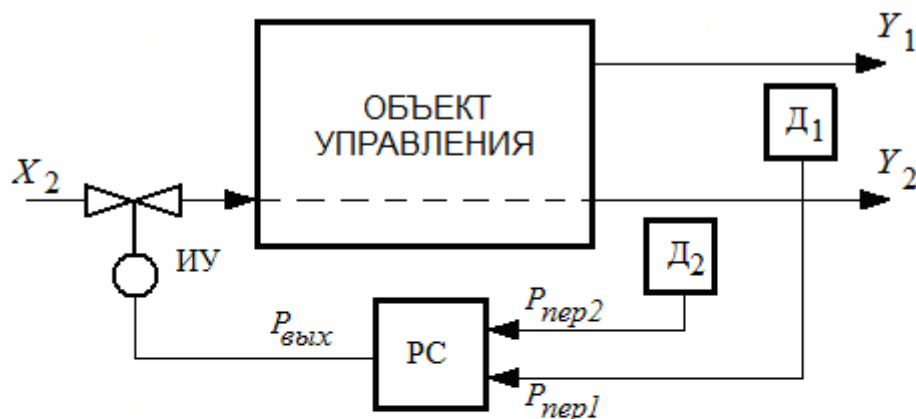 Y1
ОБЪЕКТ
УПРАВЛЕНИЯ
Д1
X2
Y2
ИУ
Д2
Pпер2
Pвых
РС
Pпер1